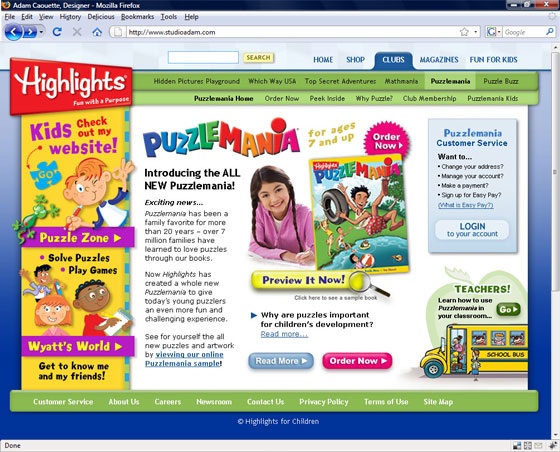 Adam Caouette, Designer - Mozilla Firefox
File Edit View History Delicious Bookmarks Tools Help
http://www.studioadam.com/
Google
SEARCH
HOME SHOP CLUBS MAGAZINES FUN FOR KIDS
Highlights
Fun with a Purpose
Hidden Pictures Playground Which Way USA Top Secret Adventures Mathmania Puzzlemania Puzzle Buzz
Puzzlemania Home Order Now Peek Inside Why Puzzle? Club Membership Puzzlemania Kids
Kids Check
out my
website!
Go
Puzzle Zone
• Solve Puzzles
• Play Games
Wyatt's World
Get to know me
and my friends!
PUZZLEMANIA
for ages
7 and up
Order
Now
Introducing the ALL
NEW Puzzlemania!
Exciting news...
Puzzlemania has been a
family favorite for more
than 20 years – over 7
million families have
learned to love puzzles
through our books.
Now Highlights has
created a whole new
Puzzlemania to give
today's young puzzlers
an even more fun and
challenging experience.
See for yourself all the
all new puzzles and artwork
by viewing our online
Puzzlemania sample!
Highlights
PUZZLEMANIA
Preview It Now!
Click here to see a sample book
Why are puzzles important
for children's development?
Read more...
Read More
Order Now
Puzzlemania
Customer Service
Want to...
• Change your address?
• Manage your account?
• Make a payment?
• Sign up for Easy Pay?
(What is Easy Pay?)
LOGIN
to your account
TEACHERS!
Learn how to use
Puzzlemania in
your classroom...
Go
SCHOOL BUS
Customer Service About Us Careers Newsroom Contact Us Privacy Policy Terms of Use Site Map
© Highlights for Children
Done